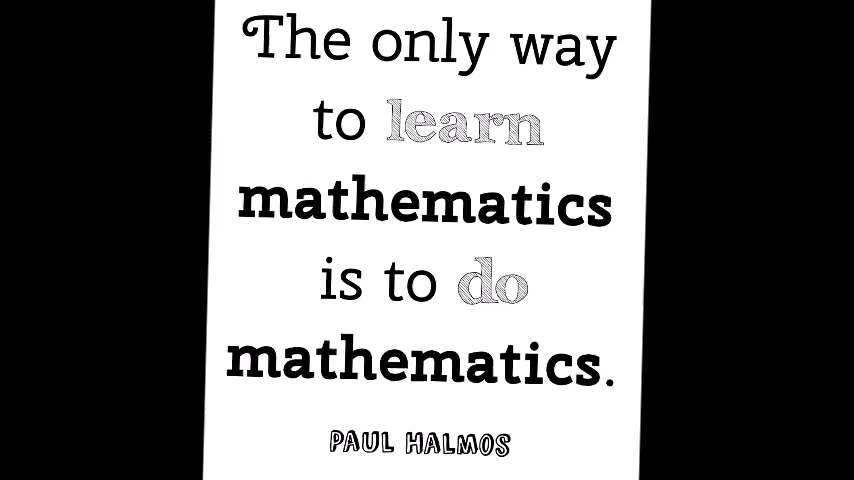 The only way
to learn
mathematics
is to do
mathematics.
PAUL HALMOS